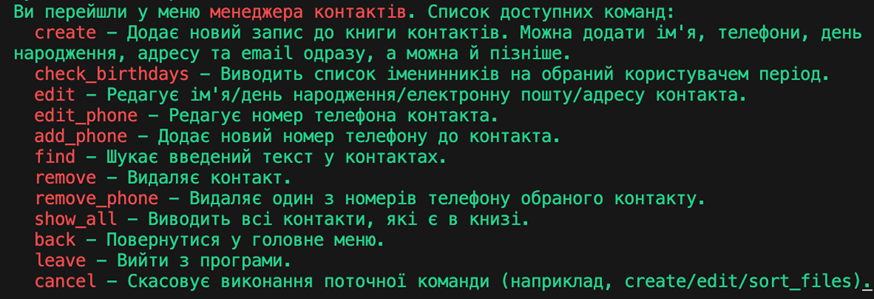 Ви перейшли у меню менеджера контактів. Список доступних команд:
create – Додає новий запис до книги контактів. Можна додати ім'я, телефони, день
народження, адресу та email одразу, а можна й пізніше.
check_birthdays – Виводить список іменинників на обраний користувачем період.
edit – Редагує ім'я/день народження/електронну пошту/адресу контакта.
edit_phone – Редагує номер телефона контакта.
add_phone – Додає новий номер телефону до контакта.
find – Шукає введений текст у контактах.
remove – Видаляє контакт.
remove_phone – Видаляє один з номерів телефону обраного контакту.
show_all – Виводить всі контакти, які є в книзі.
back – Повернутися у головне меню.
leave – Вийти з програми.
cancel – Скасовує виконання поточної команди (наприклад, create/edit/sort_files).